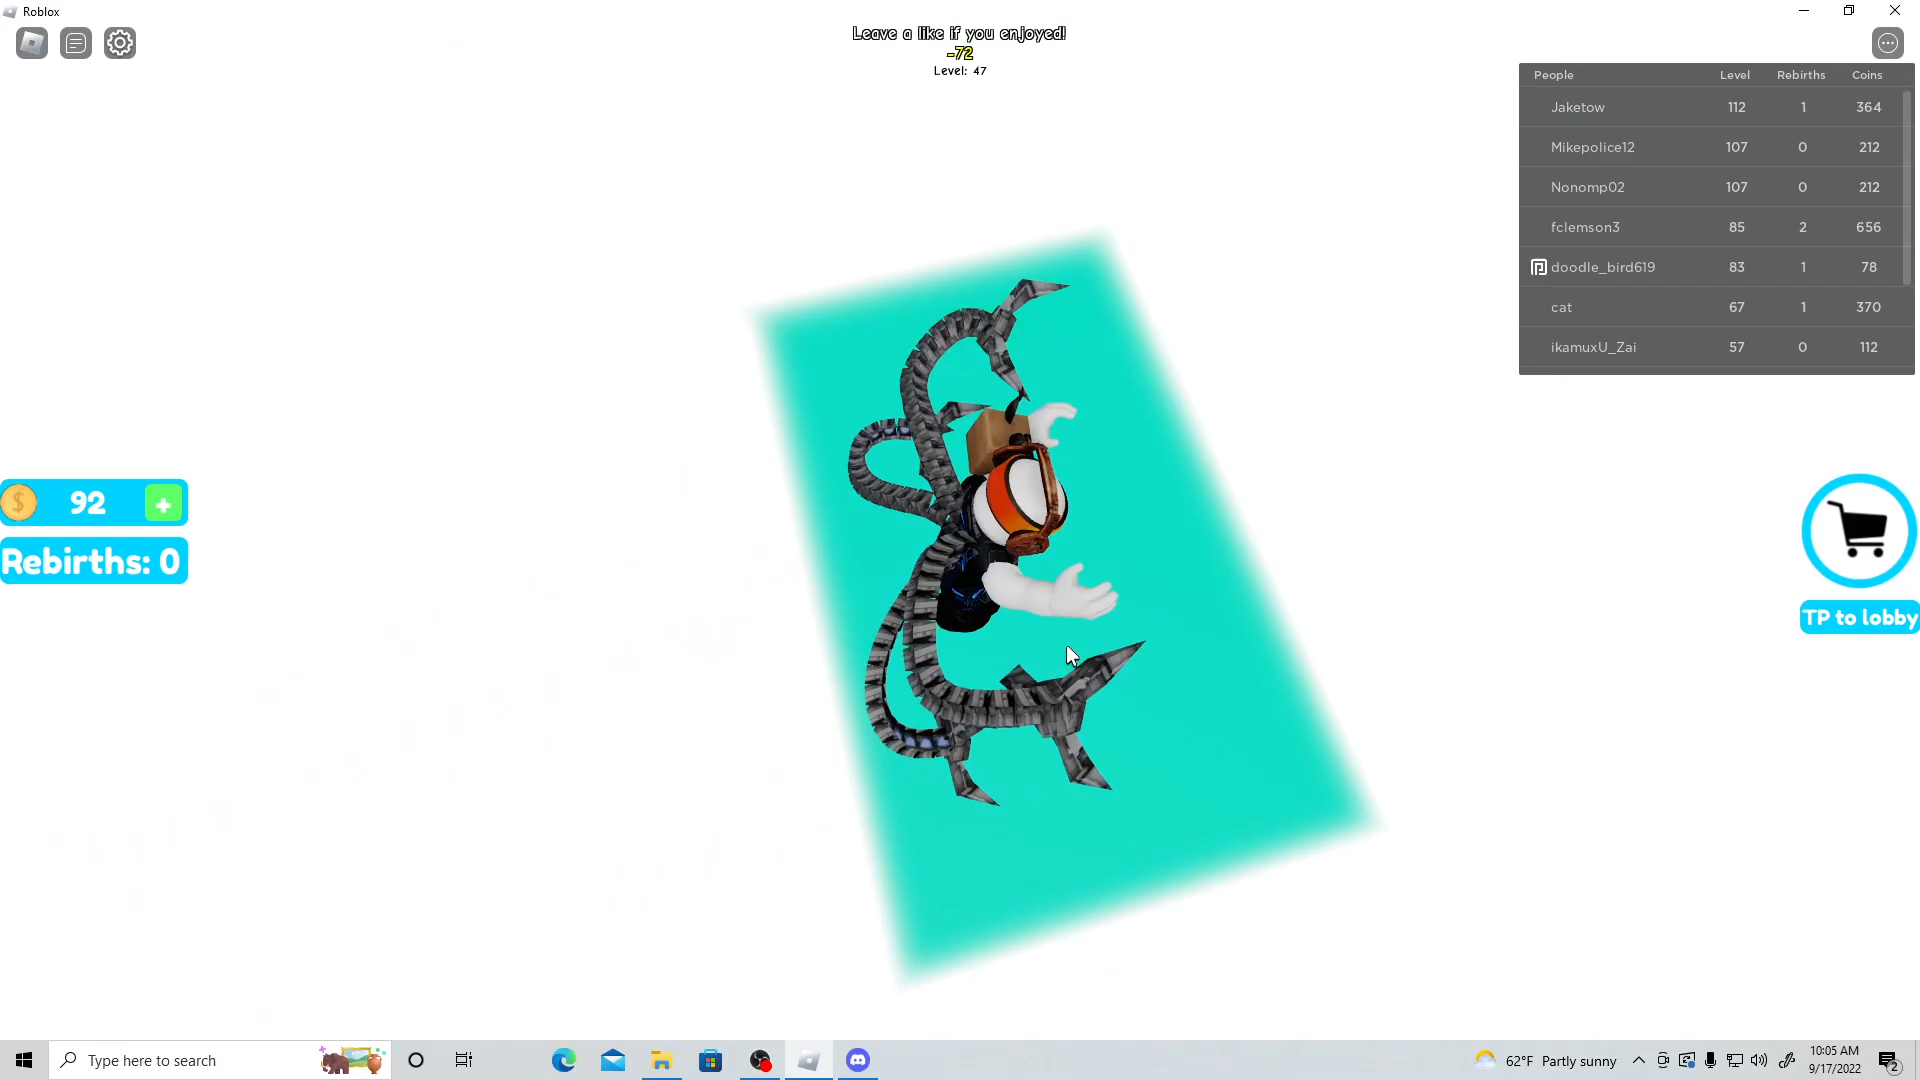 Roblox
Leave a like if you enjoyed!
-72
Level: 47
People Level Rebirths Coins
Jaketow 112 1 364
Mikepolice12 107 0 212
Nonomp02 107 0 212
fclemson3 85 2 656
doodle_bird619 83 1 78
cat 67 1 370
ikamuxU_Zai 57 0 112
$ 92 +
Rebirths: 0
TP to lobby
Type here to search
62°F Partly sunny
10:05 AM
9/17/2022
2